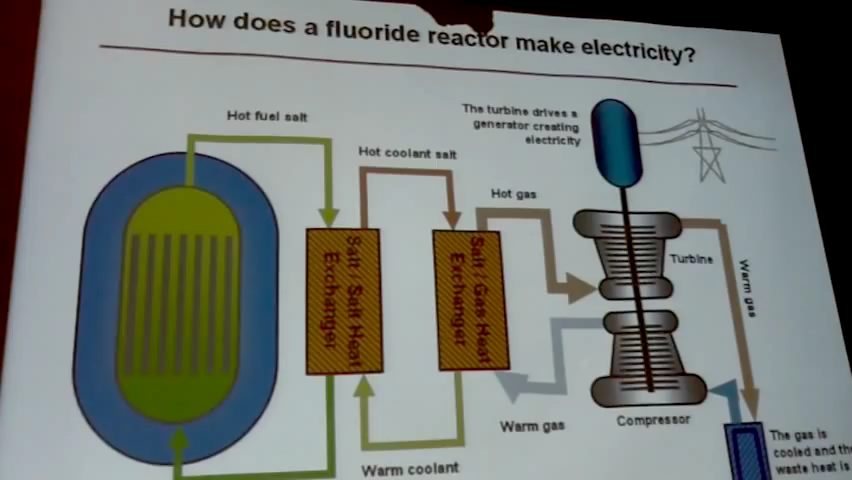 How does a fluoride reactor make electricity?
Hot fuel salt
The turbine drives a
generator creating
electricity
Hot coolant salt
Hot gas
Salt / Salt Heat
Exchanger
Salt / Gas Heat
Exchanger
Turbine
Warm gas
Warm gas
Compressor
Warm coolant
The gas is
cooled and the
waste heat is